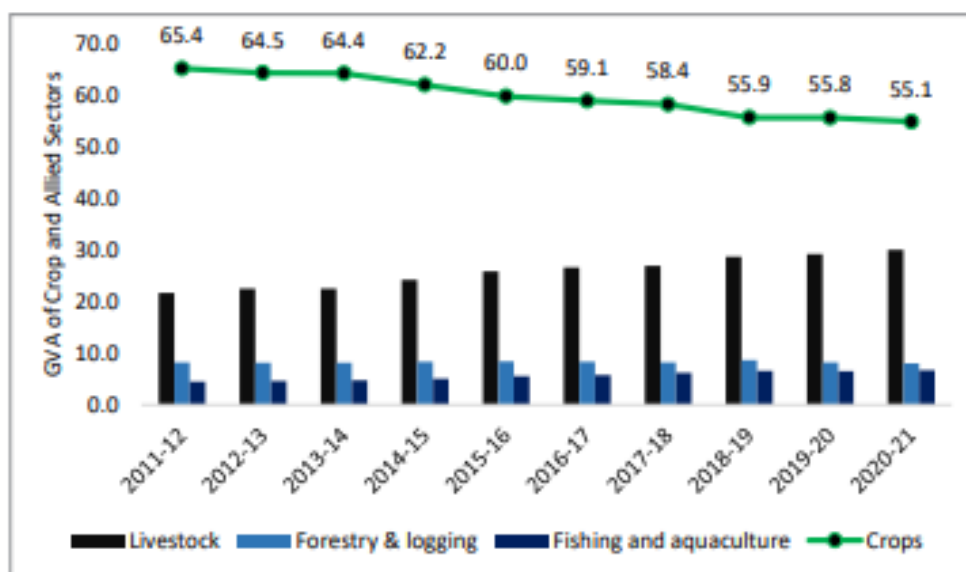 GVA of Crop and Allied Sectors
70.0
60.0
50.0
40.0
30.0
20.0
10.0
0.0
65.4 64.5 64.4 62.2 60.0 59.1 58.4 55.9 55.8 55.1
2011-12 2012-13 2013-14 2014-15 2015-16 2016-17 2017-18 2018-19 2019-20 2020-21
Livestock Forestry & logging Fishing and aquaculture Crops